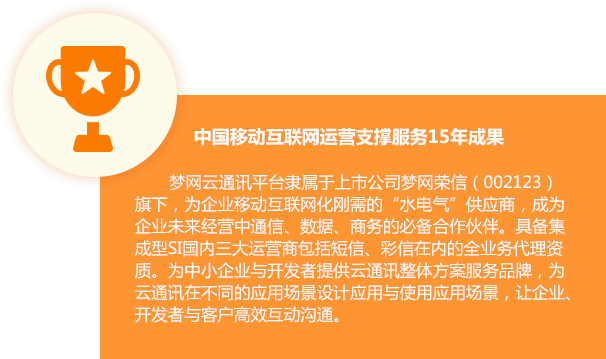 中国移动互联网运营支撑服务15年成果
梦网云通讯平台隶属于上市公司梦网荣信（002123）
旗下，为企业移动互联网化刚需的“水电气”供应商，成为
企业未来经营中通信、数据、商务的必备合作伙伴。具备集
成型SI国内三大运营商包括短信、彩信在内的全业务代理资
质。为中小企业与开发者提供云通讯整体方案服务品牌，为
云通讯在不同的应用场景设计应用与使用应用场景，让企业、
开发者与客户高效互动沟通。